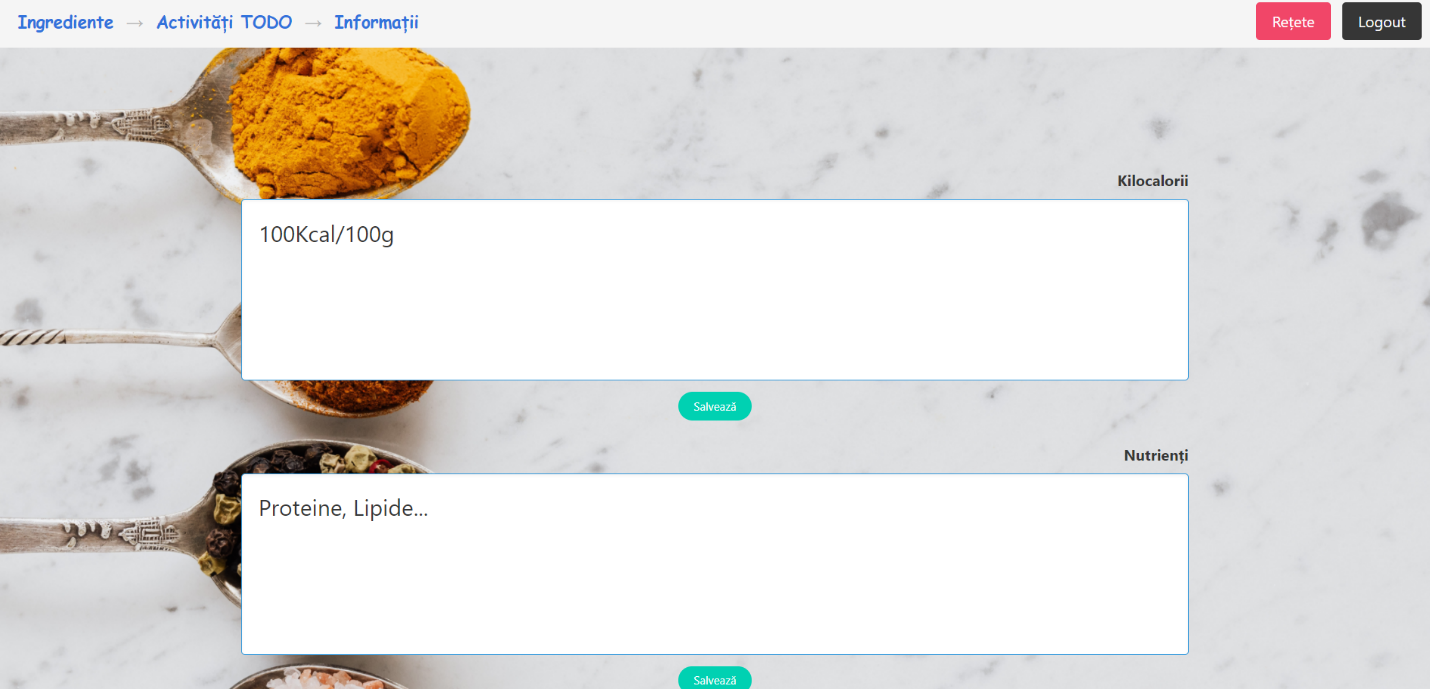 Ingrediente → Activități TODO → Informații
Rețete
Logout
Kilocalorii
100Kcal/100g
Salvează
Nutrienți
Proteine, Lipide...
Salvează